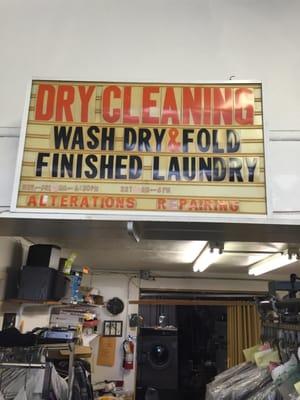 DRY CLEANING
WASH DRY & FOLD
FINISHED LAUNDRY
ALTERATIONS REPAIRING